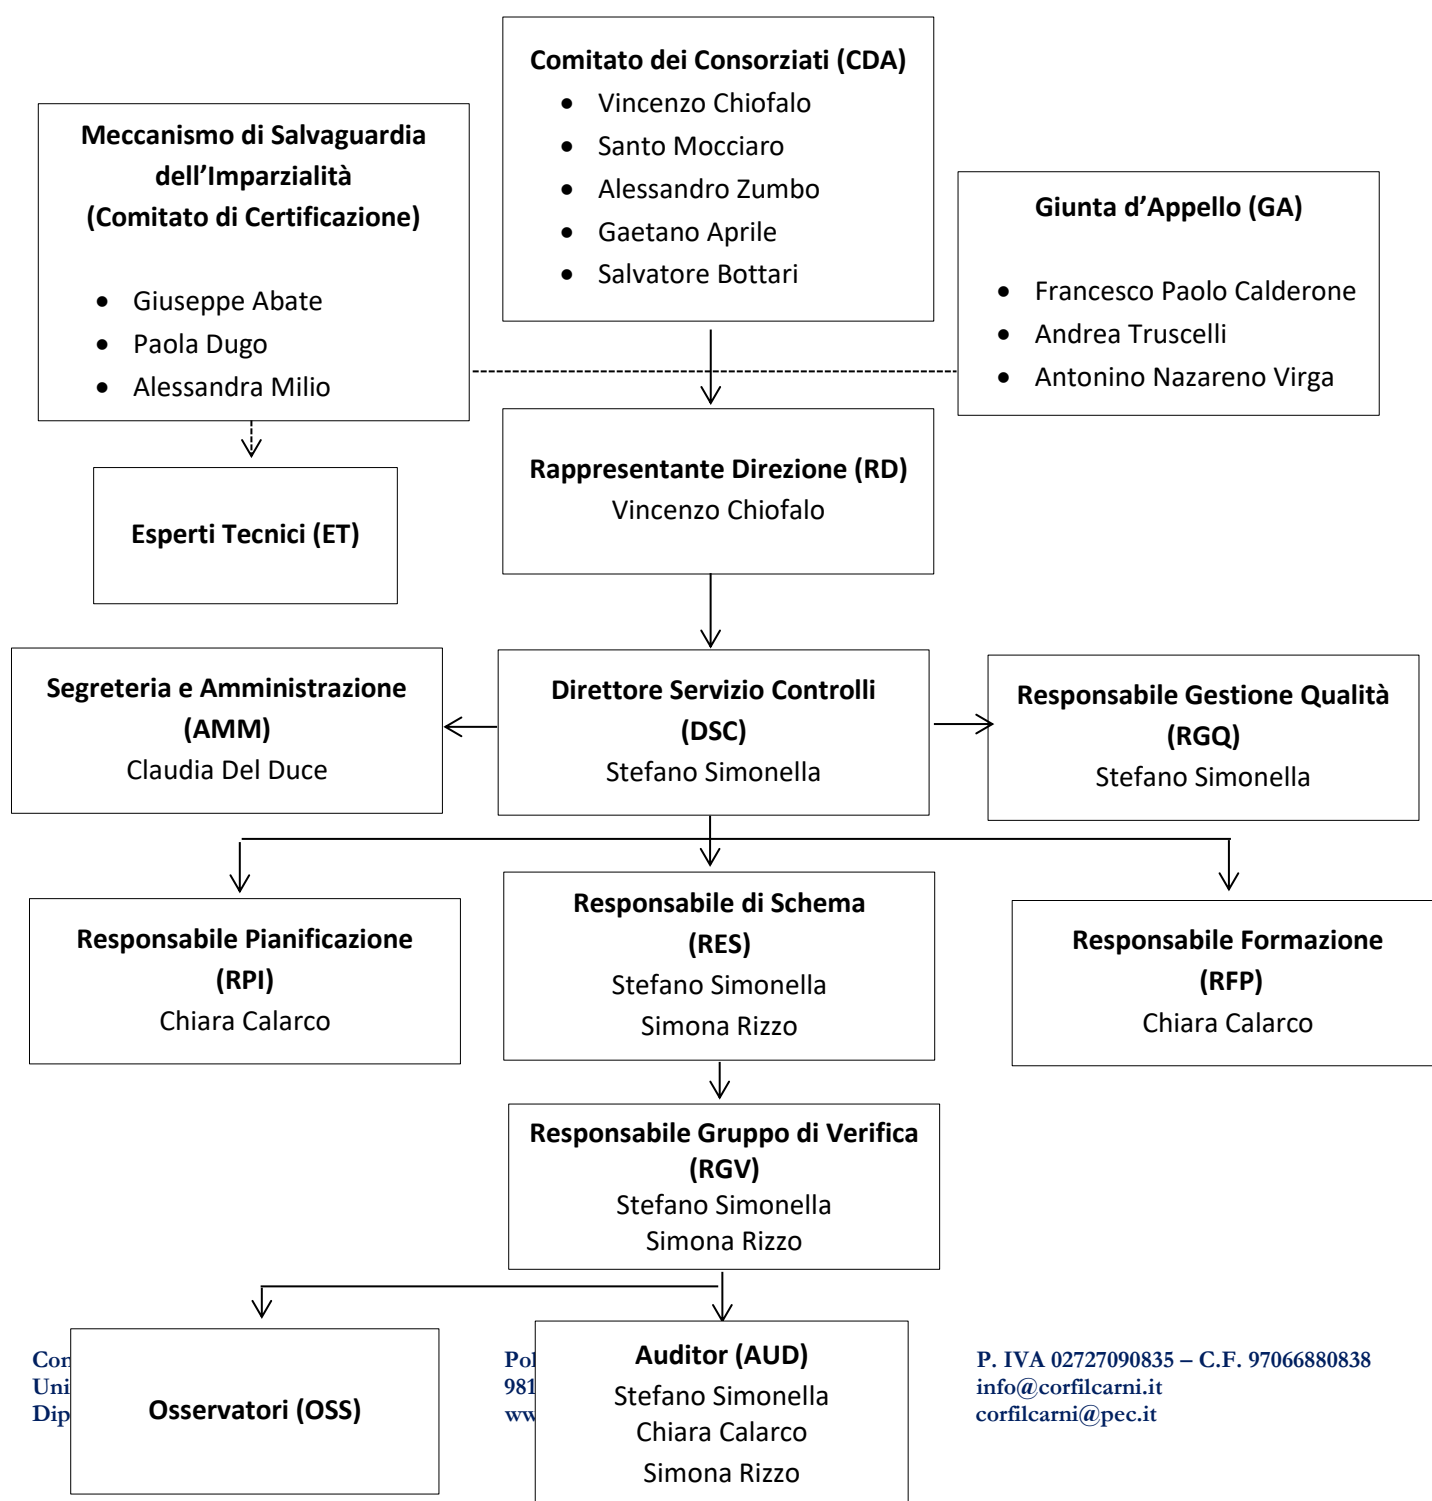 Comitato dei Consorziati (CDA)
• Vincenzo Chiofalo
• Santo Mocciaro
• Alessandro Zumbo
• Gaetano Aprile
• Salvatore Bottari
Meccanismo di Salvaguardia
dell’Imparzialità
(Comitato di Certificazione)
• Giuseppe Abate
• Paola Dugo
• Alessandra Milio
Giunta d’Appello (GA)
• Francesco Paolo Calderone
• Andrea Truscelli
• Antonino Nazareno Virga
Rappresentante Direzione (RD)
Vincenzo Chiofalo
Esperti Tecnici (ET)
Segreteria e Amministrazione
(AMM)
Claudia Del Duce
Direttore Servizio Controlli
(DSC)
Stefano Simonella
Responsabile Gestione Qualità
(RGQ)
Stefano Simonella
Responsabile Pianificazione
(RPI)
Chiara Calarco
Responsabile di Schema
(RES)
Stefano Simonella
Simona Rizzo
Responsabile Formazione
(RFP)
Chiara Calarco
Responsabile Gruppo di Verifica
(RGV)
Stefano Simonella
Simona Rizzo
Osservatori (OSS)
Auditor (AUD)
Stefano Simonella
Chiara Calarco
Simona Rizzo
P. IVA 02727090835 – C.F. 97066880838
info@corfilcarni.it
corfilcarni@pec.it